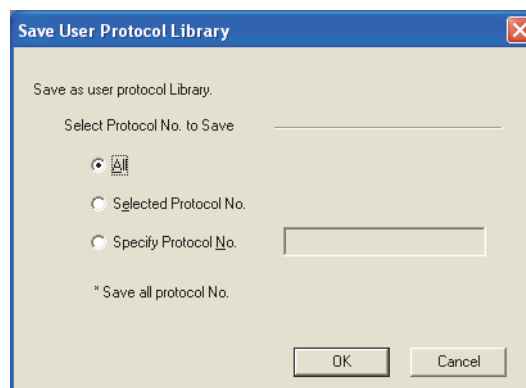 Save User Protocol Library
Save as user protocol Library.
Select Protocol No. to Save
All
Selected Protocol No.
Specify Protocol No.
* Save all protocol No.
OK
Cancel